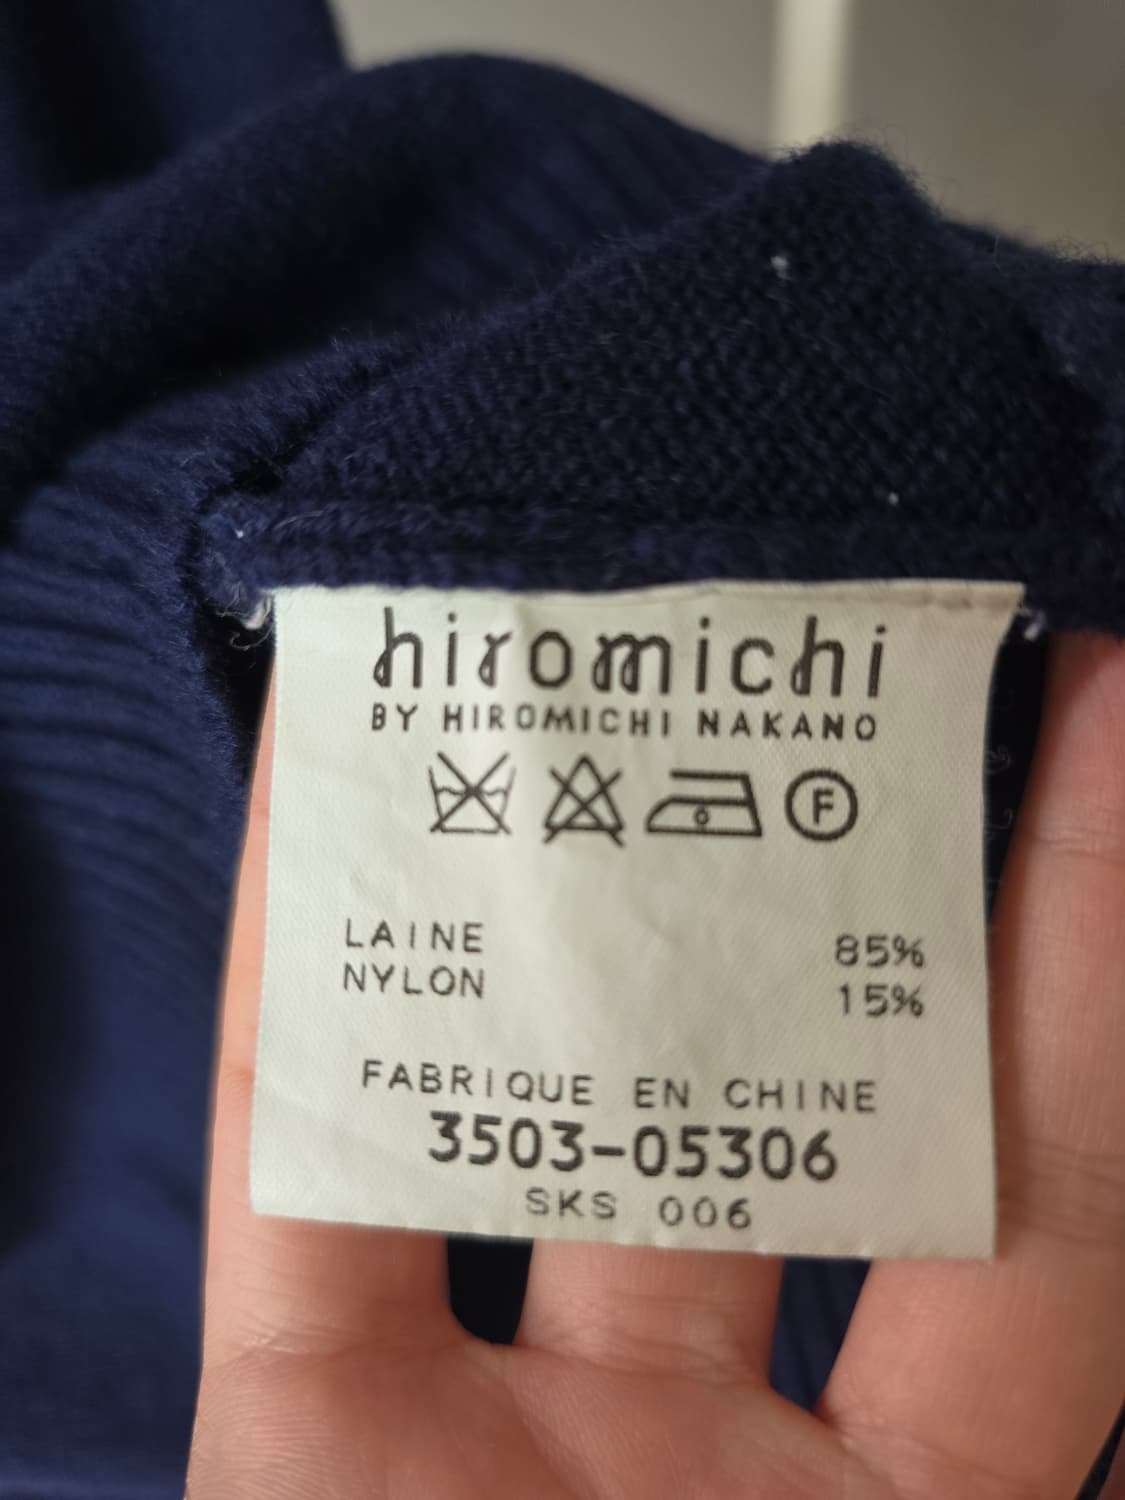 hiromichi
BY HIROMICHI NAKANO
F
LAINE 85%
NYLON 15%
FABRIQUE EN CHINE
3503-05306
SKS 006